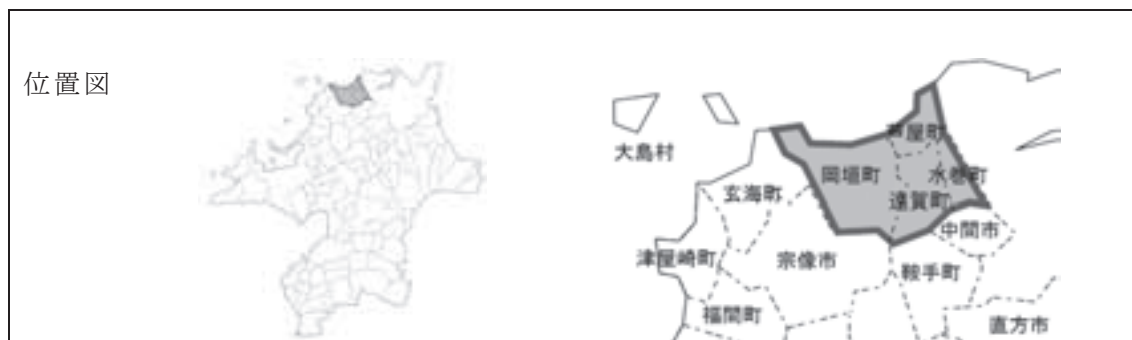 位置図
芦屋町
大島村
岡垣町
水巻町
玄海町
遠賀町
中間市
津屋崎町
宗像市
鞍手町
福間町
直方市